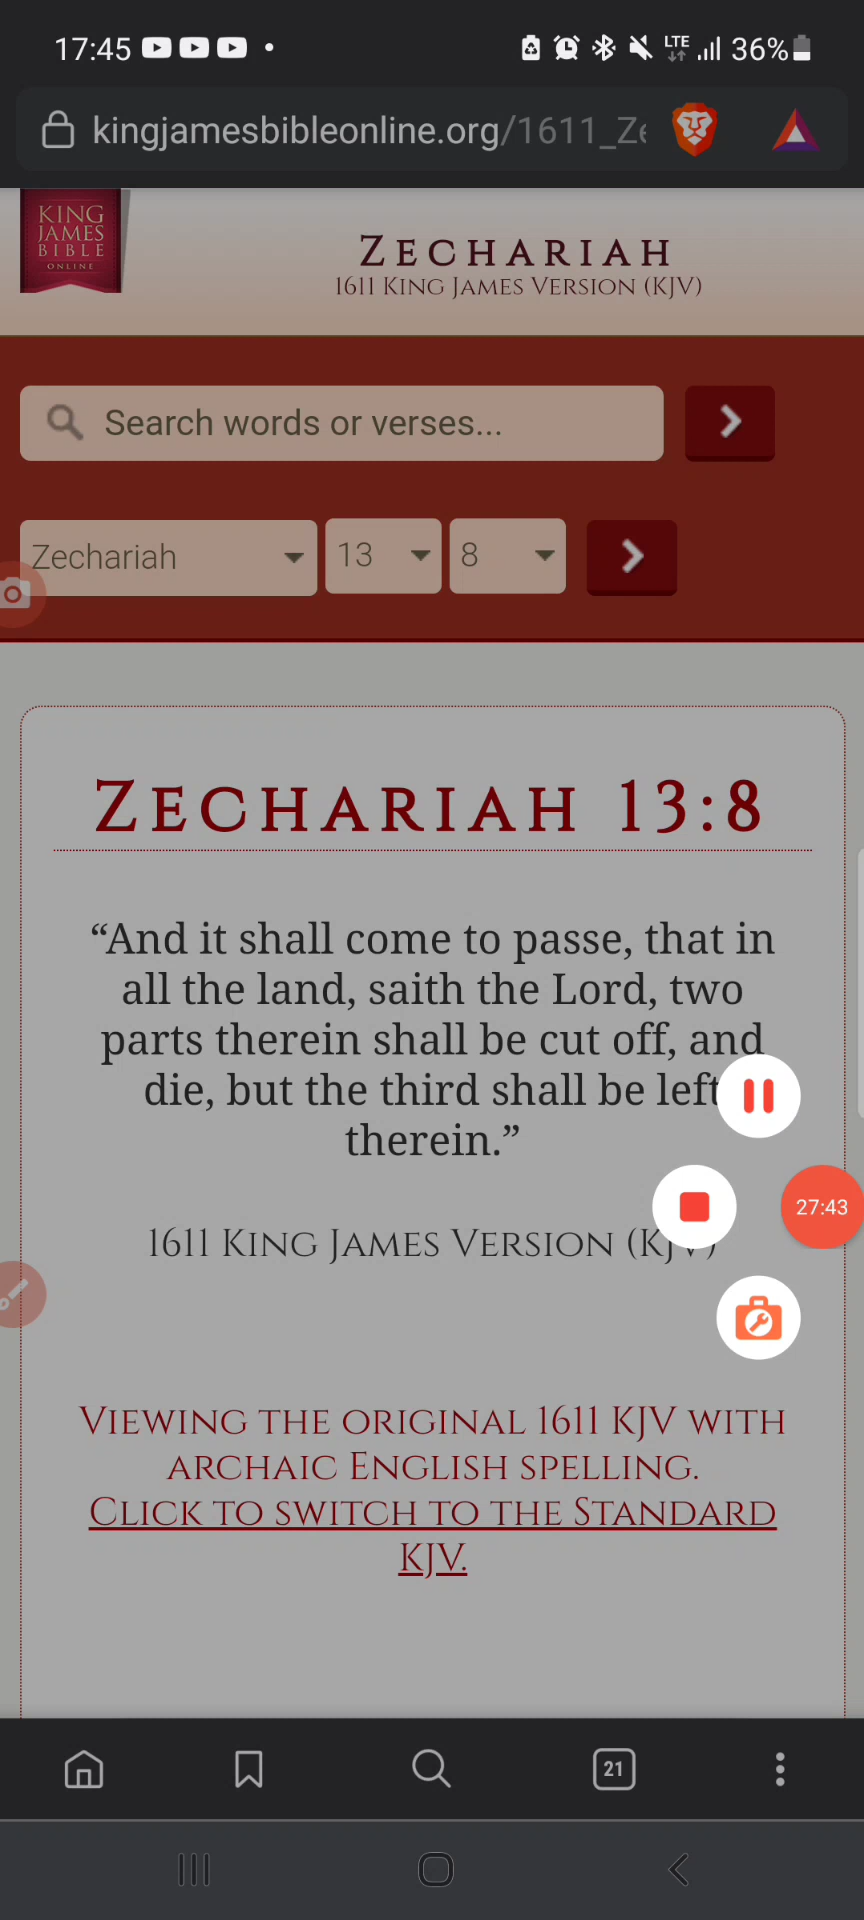 17:45
LTE
36%
kingjamesbibleonline.org/1611_Ze
KING
JAMES
BIBLE
ONLINE
ZECHARIAH
1611 KING JAMES VERSION (KJV)
Search words or verses...
Zechariah 13 8
ZECHARIAH 13:8
“And it shall come to passe, that in
all the land, saith the Lord, two
parts therein shall be cut off, and
die, but the third shall be left
therein.”
27:43
1611 KING JAMES VERSION (KJV)
VIEWING THE ORIGINAL 1611 KJV WITH
ARCHAIC ENGLISH SPELLING.
CLICK TO SWITCH TO THE STANDARD
KJV.
21